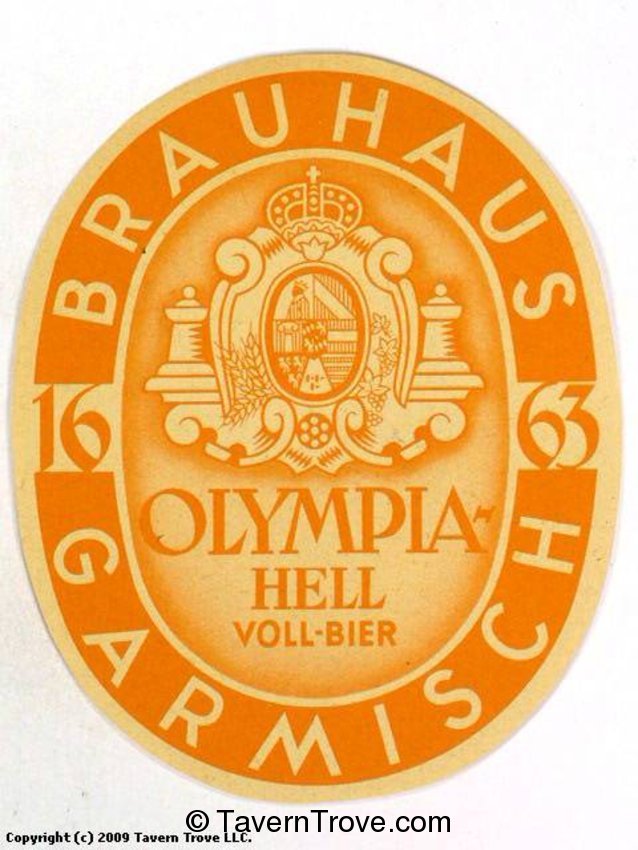 BRAUHAUS
16 63
OLYMPIA-
HELL
VOLL-BIER
GARMISCH
© TavernTrove.com
Copyright (c) 2009 Tavern Trove LLC.